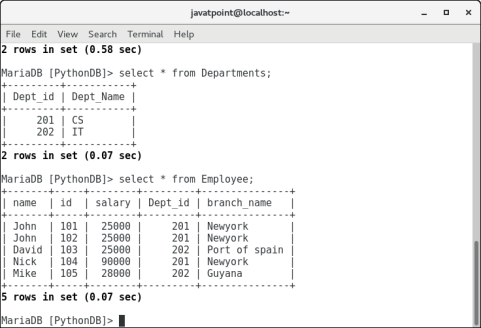 javatpoint@localhost:~
File Edit View Search Terminal Help
2 rows in set (0.58 sec)
MariaDB [PythonDB]> select * from Departments;
+---------+-----------+
| Dept_id | Dept_Name |
+---------+-----------+
|     201 | CS        |
|     202 | IT        |
+---------+-----------+
2 rows in set (0.07 sec)
MariaDB [PythonDB]> select * from Employee;
+-------+-----+--------+---------+---------------+
| name  | id  | salary | Dept_id | branch_name   |
+-------+-----+--------+---------+---------------+
| John  | 101 |  25000 |     201 | Newyork       |
| John  | 102 |  25000 |     201 | Newyork       |
| David | 103 |  25000 |     202 | Port of spain |
| Nick  | 104 |  90000 |     201 | Newyork       |
| Mike  | 105 |  28000 |     202 | Guyana        |
+-------+-----+--------+---------+---------------+
5 rows in set (0.07 sec)
MariaDB [PythonDB]>